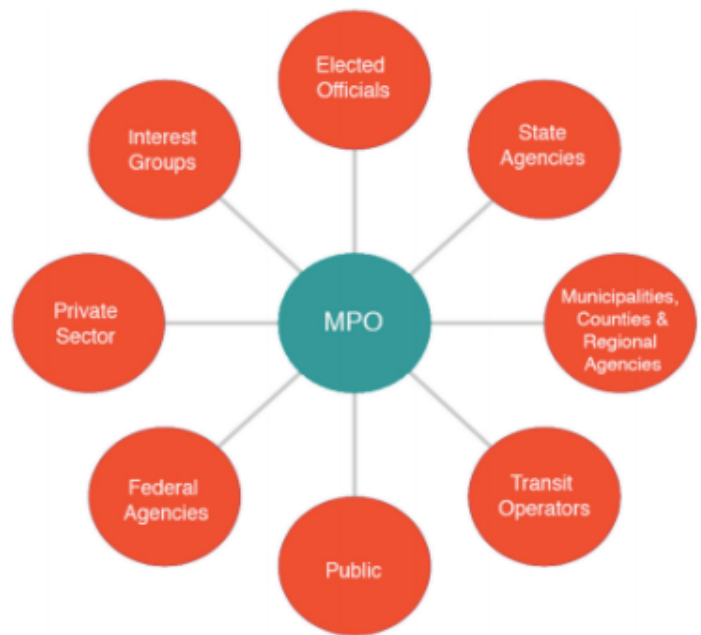 Elected
Officials
State
Agencies
Municipalities,
Counties &
Regional
Agencies
Transit
Operators
Public
Federal
Agencies
Private
Sector
Interest
Groups
MPO